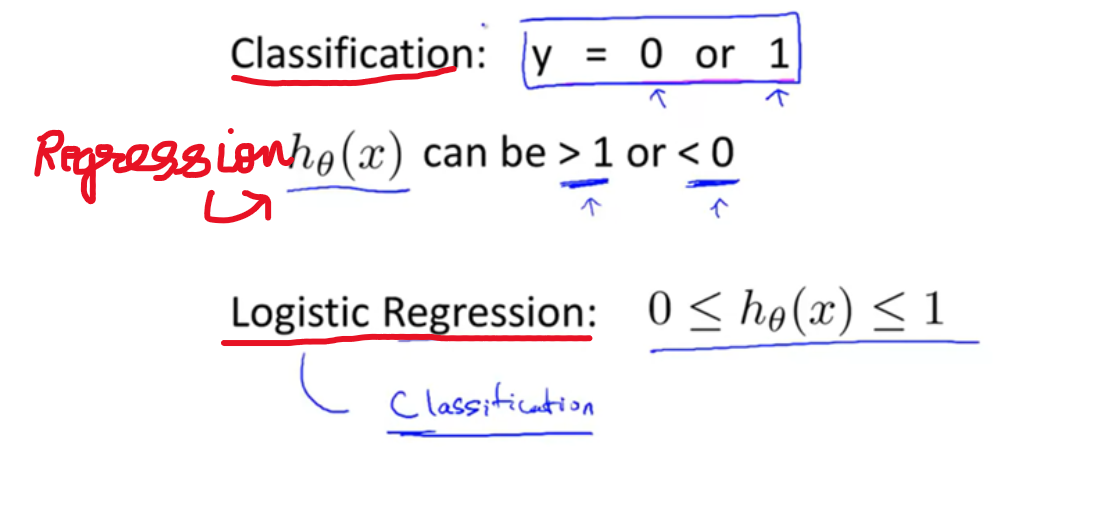 Classification: y = 0 or 1
Regression hθ(x) can be > 1 or < 0
Logistic Regression: 0 ≤ hθ(x) ≤ 1
Classification